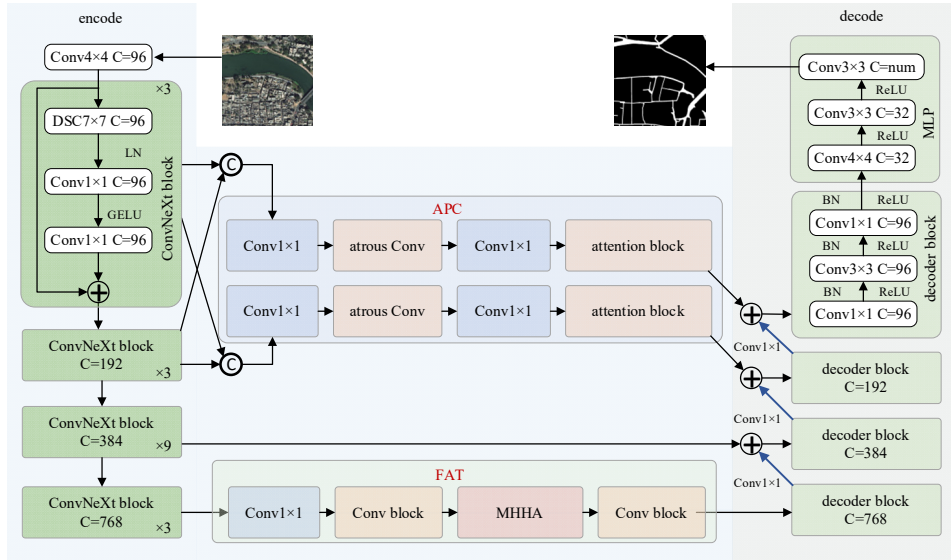 encode
decode
Conv4×4 C=96
×3
DSC7×7 C=96
LN
Conv1×1 C=96
GELU
Conv1×1 C=96
ConvNeXt block
ConvNeXt block
C=192
×3
ConvNeXt block
C=384
×9
ConvNeXt block
C=768
×3
C
C
APC
Conv1×1
atrous Conv
Conv1×1
attention block
Conv1×1
atrous Conv
Conv1×1
attention block
FAT
Conv1×1
Conv block
MHHA
Conv block
Conv3×3 C=num
ReLU
Conv3×3 C=32
ReLU
Conv4×4 C=32
MLP
BN
ReLU
Conv1×1 C=96
BN
ReLU
Conv3×3 C=96
BN
ReLU
Conv1×1 C=96
decoder block
Conv1×1
decoder block
C=192
Conv1×1
decoder block
C=384
Conv1×1
decoder block
C=768